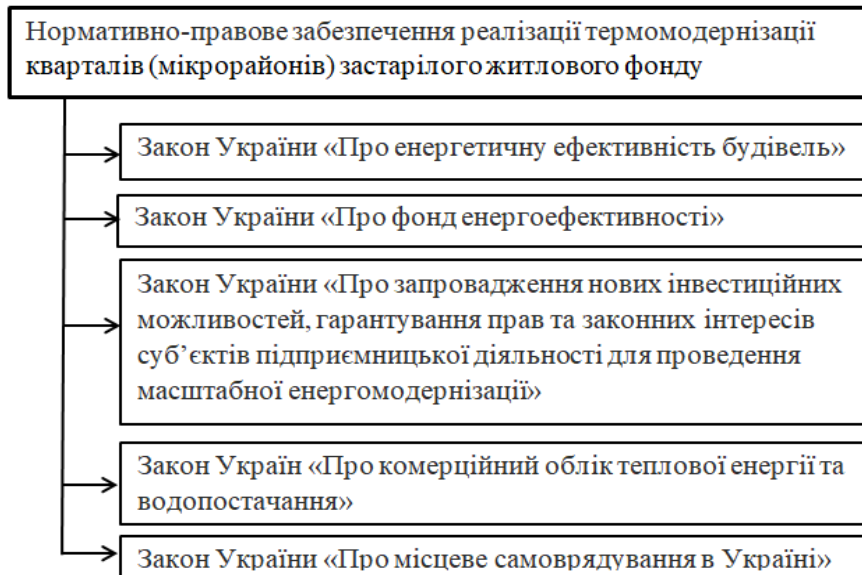 Нормативно-правове забезпечення реалізації термомодернізації
кварталів (мікрорайонів) застарілого житлового фонду
Закон України «Про енергетичну ефективність будівель»
Закон України «Про фонд енергоефективності»
Закон України «Про запровадження нових інвестиційних
можливостей, гарантування прав та законних інтересів
суб’єктів підприємницької діяльності для проведення
масштабної енергомодернізації»
Закон Україн «Про комерційний облік теплової енергії та
водопостачання»
Закон України «Про місцеве самоврядування в Україні»